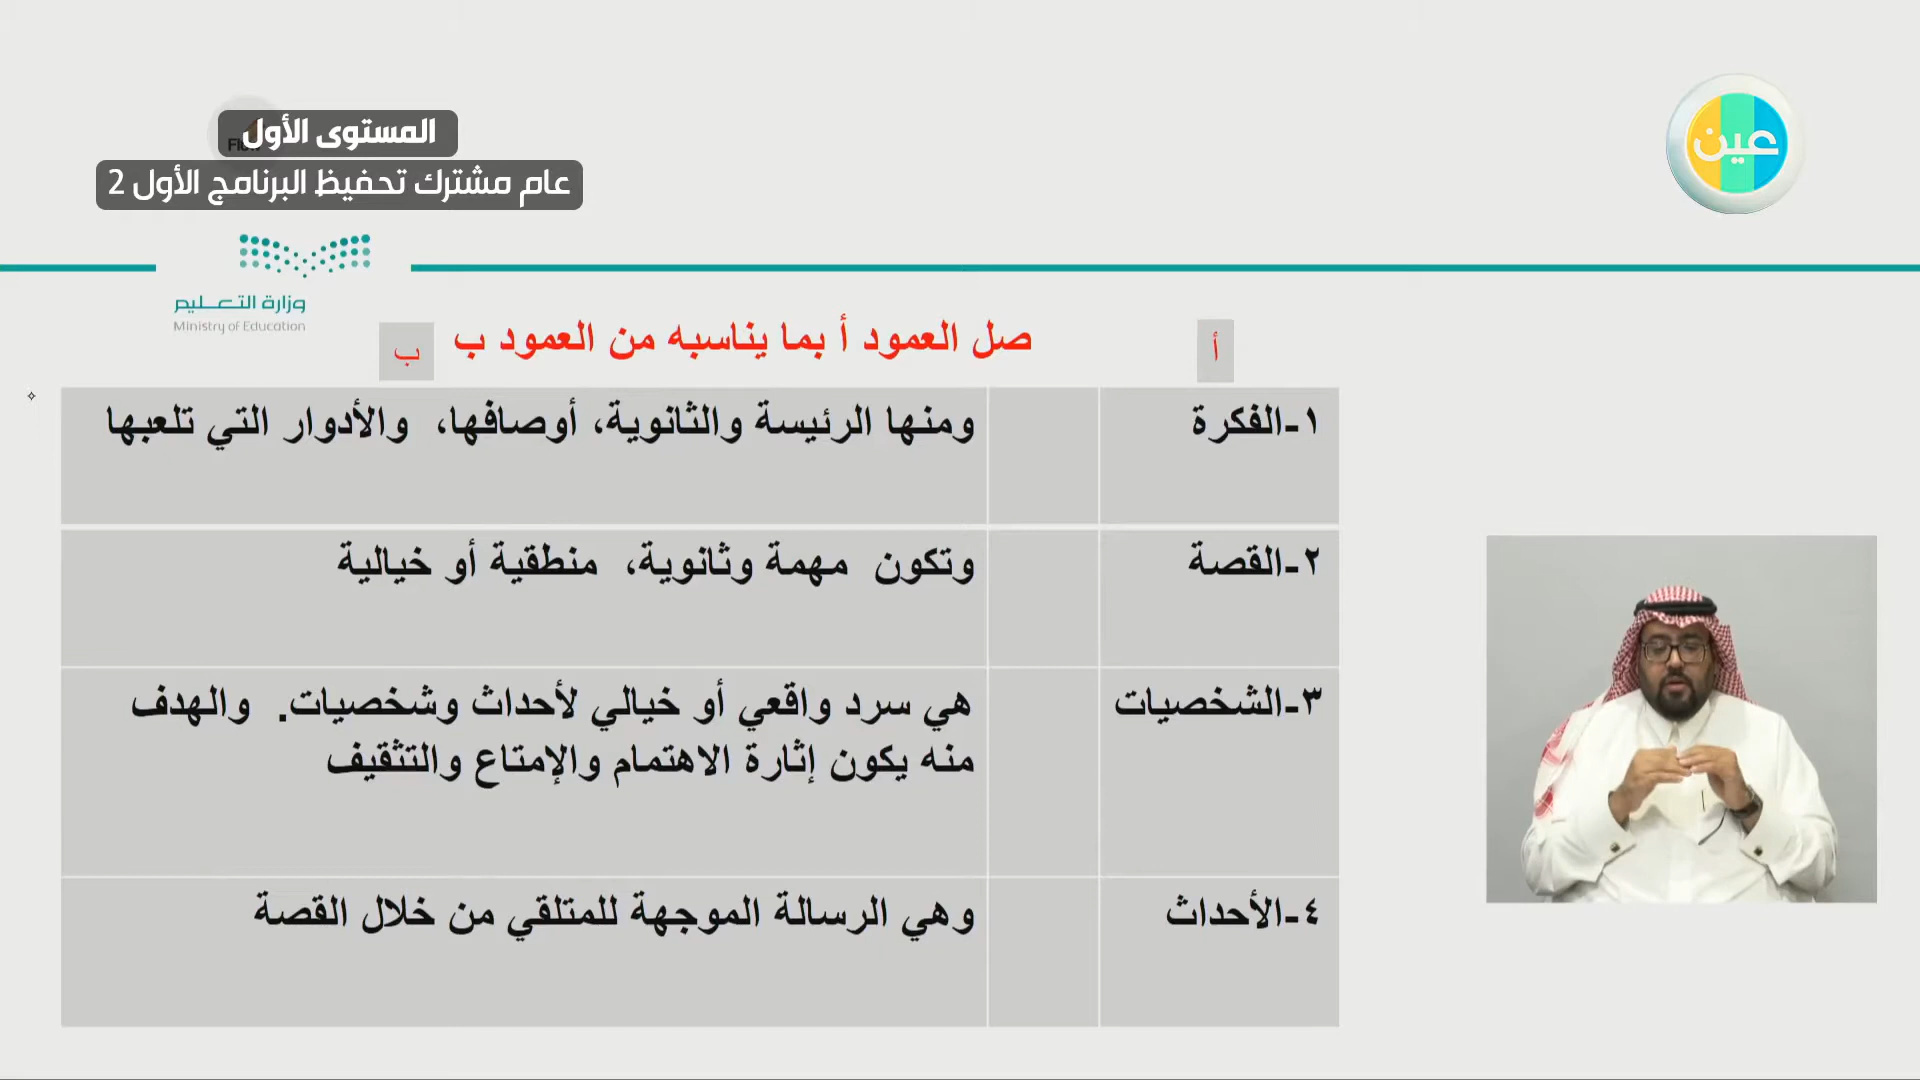 عين
المستوى الأول
عام مشترك تحفيظ البرنامج الأول 2
وزارة التعليم
Ministry of Education
صل العمود أ بما يناسبه من العمود ب
أ
ب
١-الفكرة
ومنها الرئيسة والثانوية، أوصافها، والأدوار التي تلعبها
٢-القصة
وتكون مهمة وثانوية، منطقية أو خيالية
٣-الشخصيات
هي سرد واقعي أو خيالي لأحداث وشخصيات. والهدف
منه يكون إثارة الاهتمام والإمتاع والتثقيف
٤-الأحداث
وهي الرسالة الموجهة للمتلقي من خلال القصة